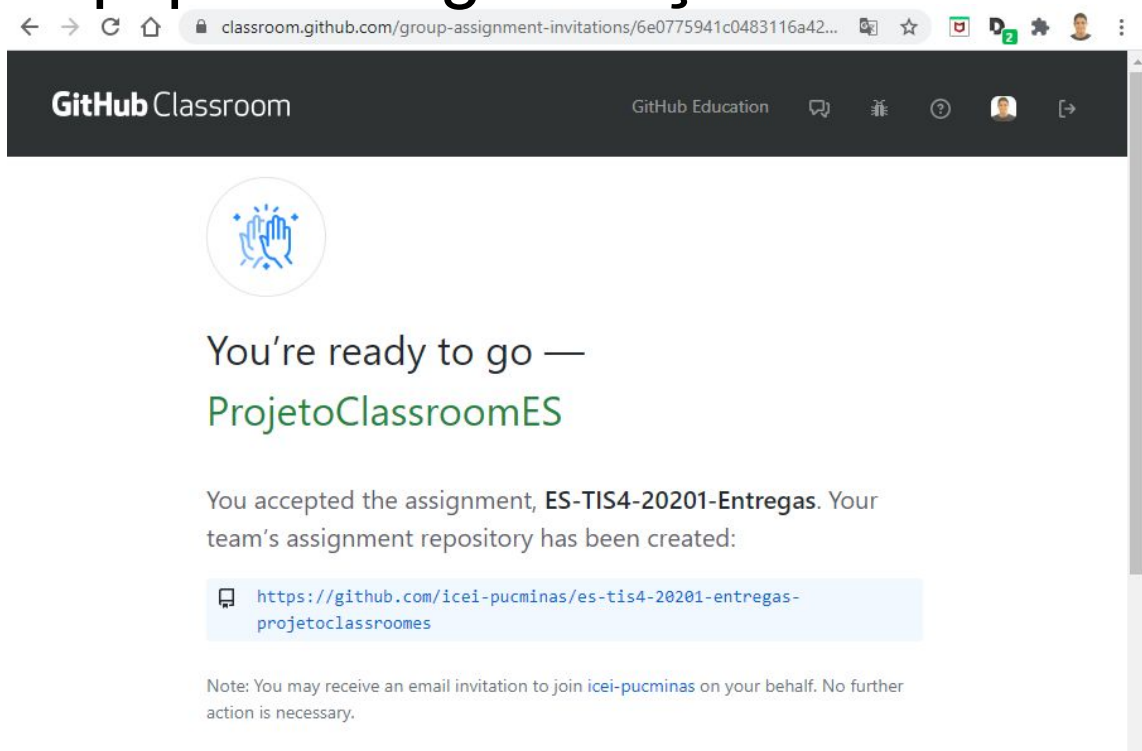 classroom.github.com/group-assignment-invitations/6e0775941c0483116a42...
2
GitHub Classroom
GitHub Education
You're ready to go —
ProjetoClassroomES
You accepted the assignment, ES-TIS4-20201-Entregas. Your
team's assignment repository has been created:
https://github.com/icei-pucminas/es-tis4-20201-entregas-
projetoclassroomes
Note: You may receive an email invitation to join icei-pucminas on your behalf. No further
action is necessary.